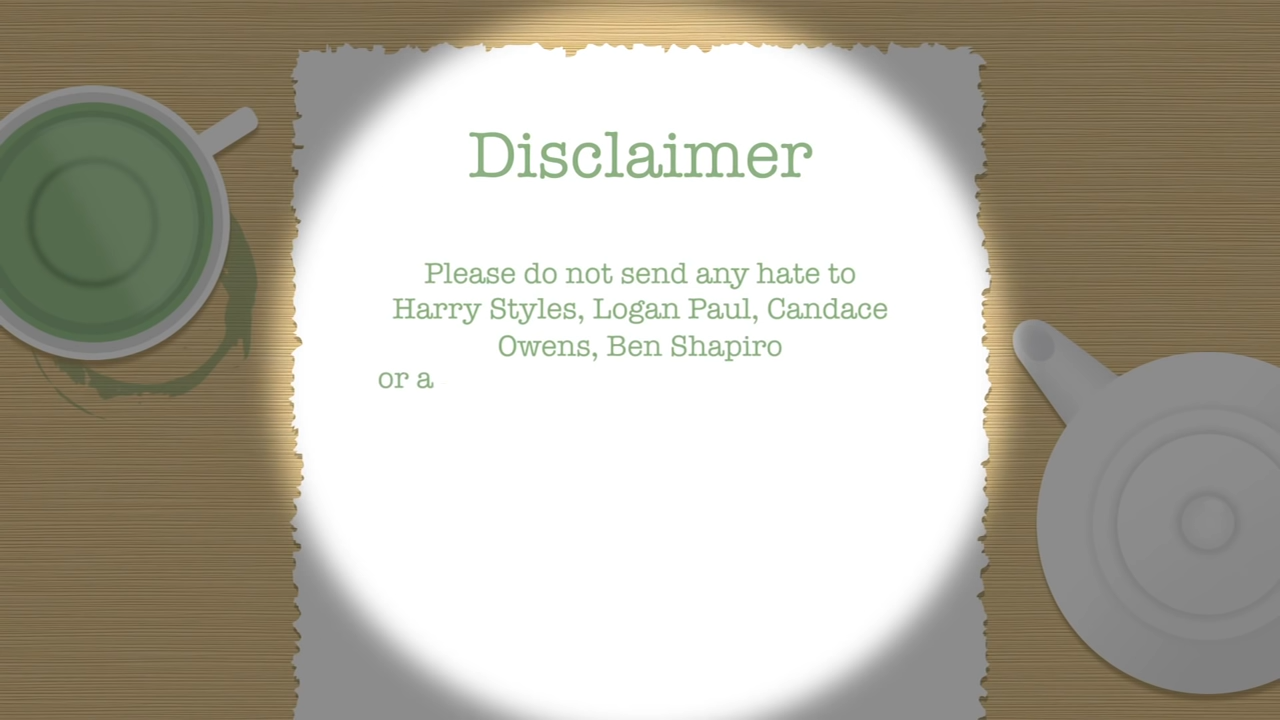 Disclaimer
Please do not send any hate to
Harry Styles, Logan Paul, Candace
Owens, Ben Shapiro
or a